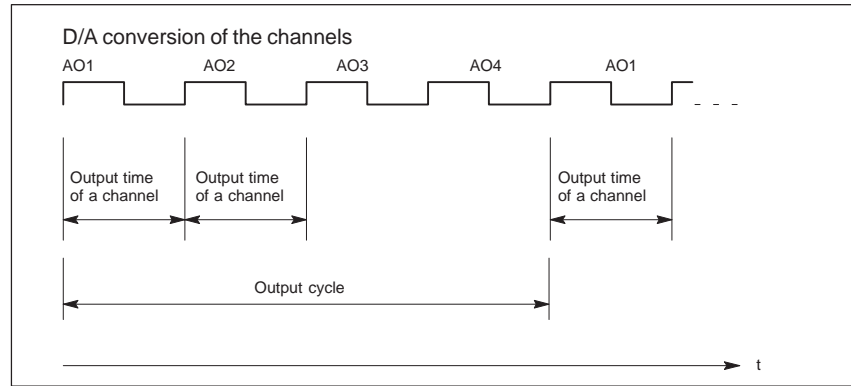 D/A conversion of the channels
AO1 AO2 AO3 AO4 AO1
Output time
of a channel
Output time
of a channel
Output time
of a channel
Output cycle
t